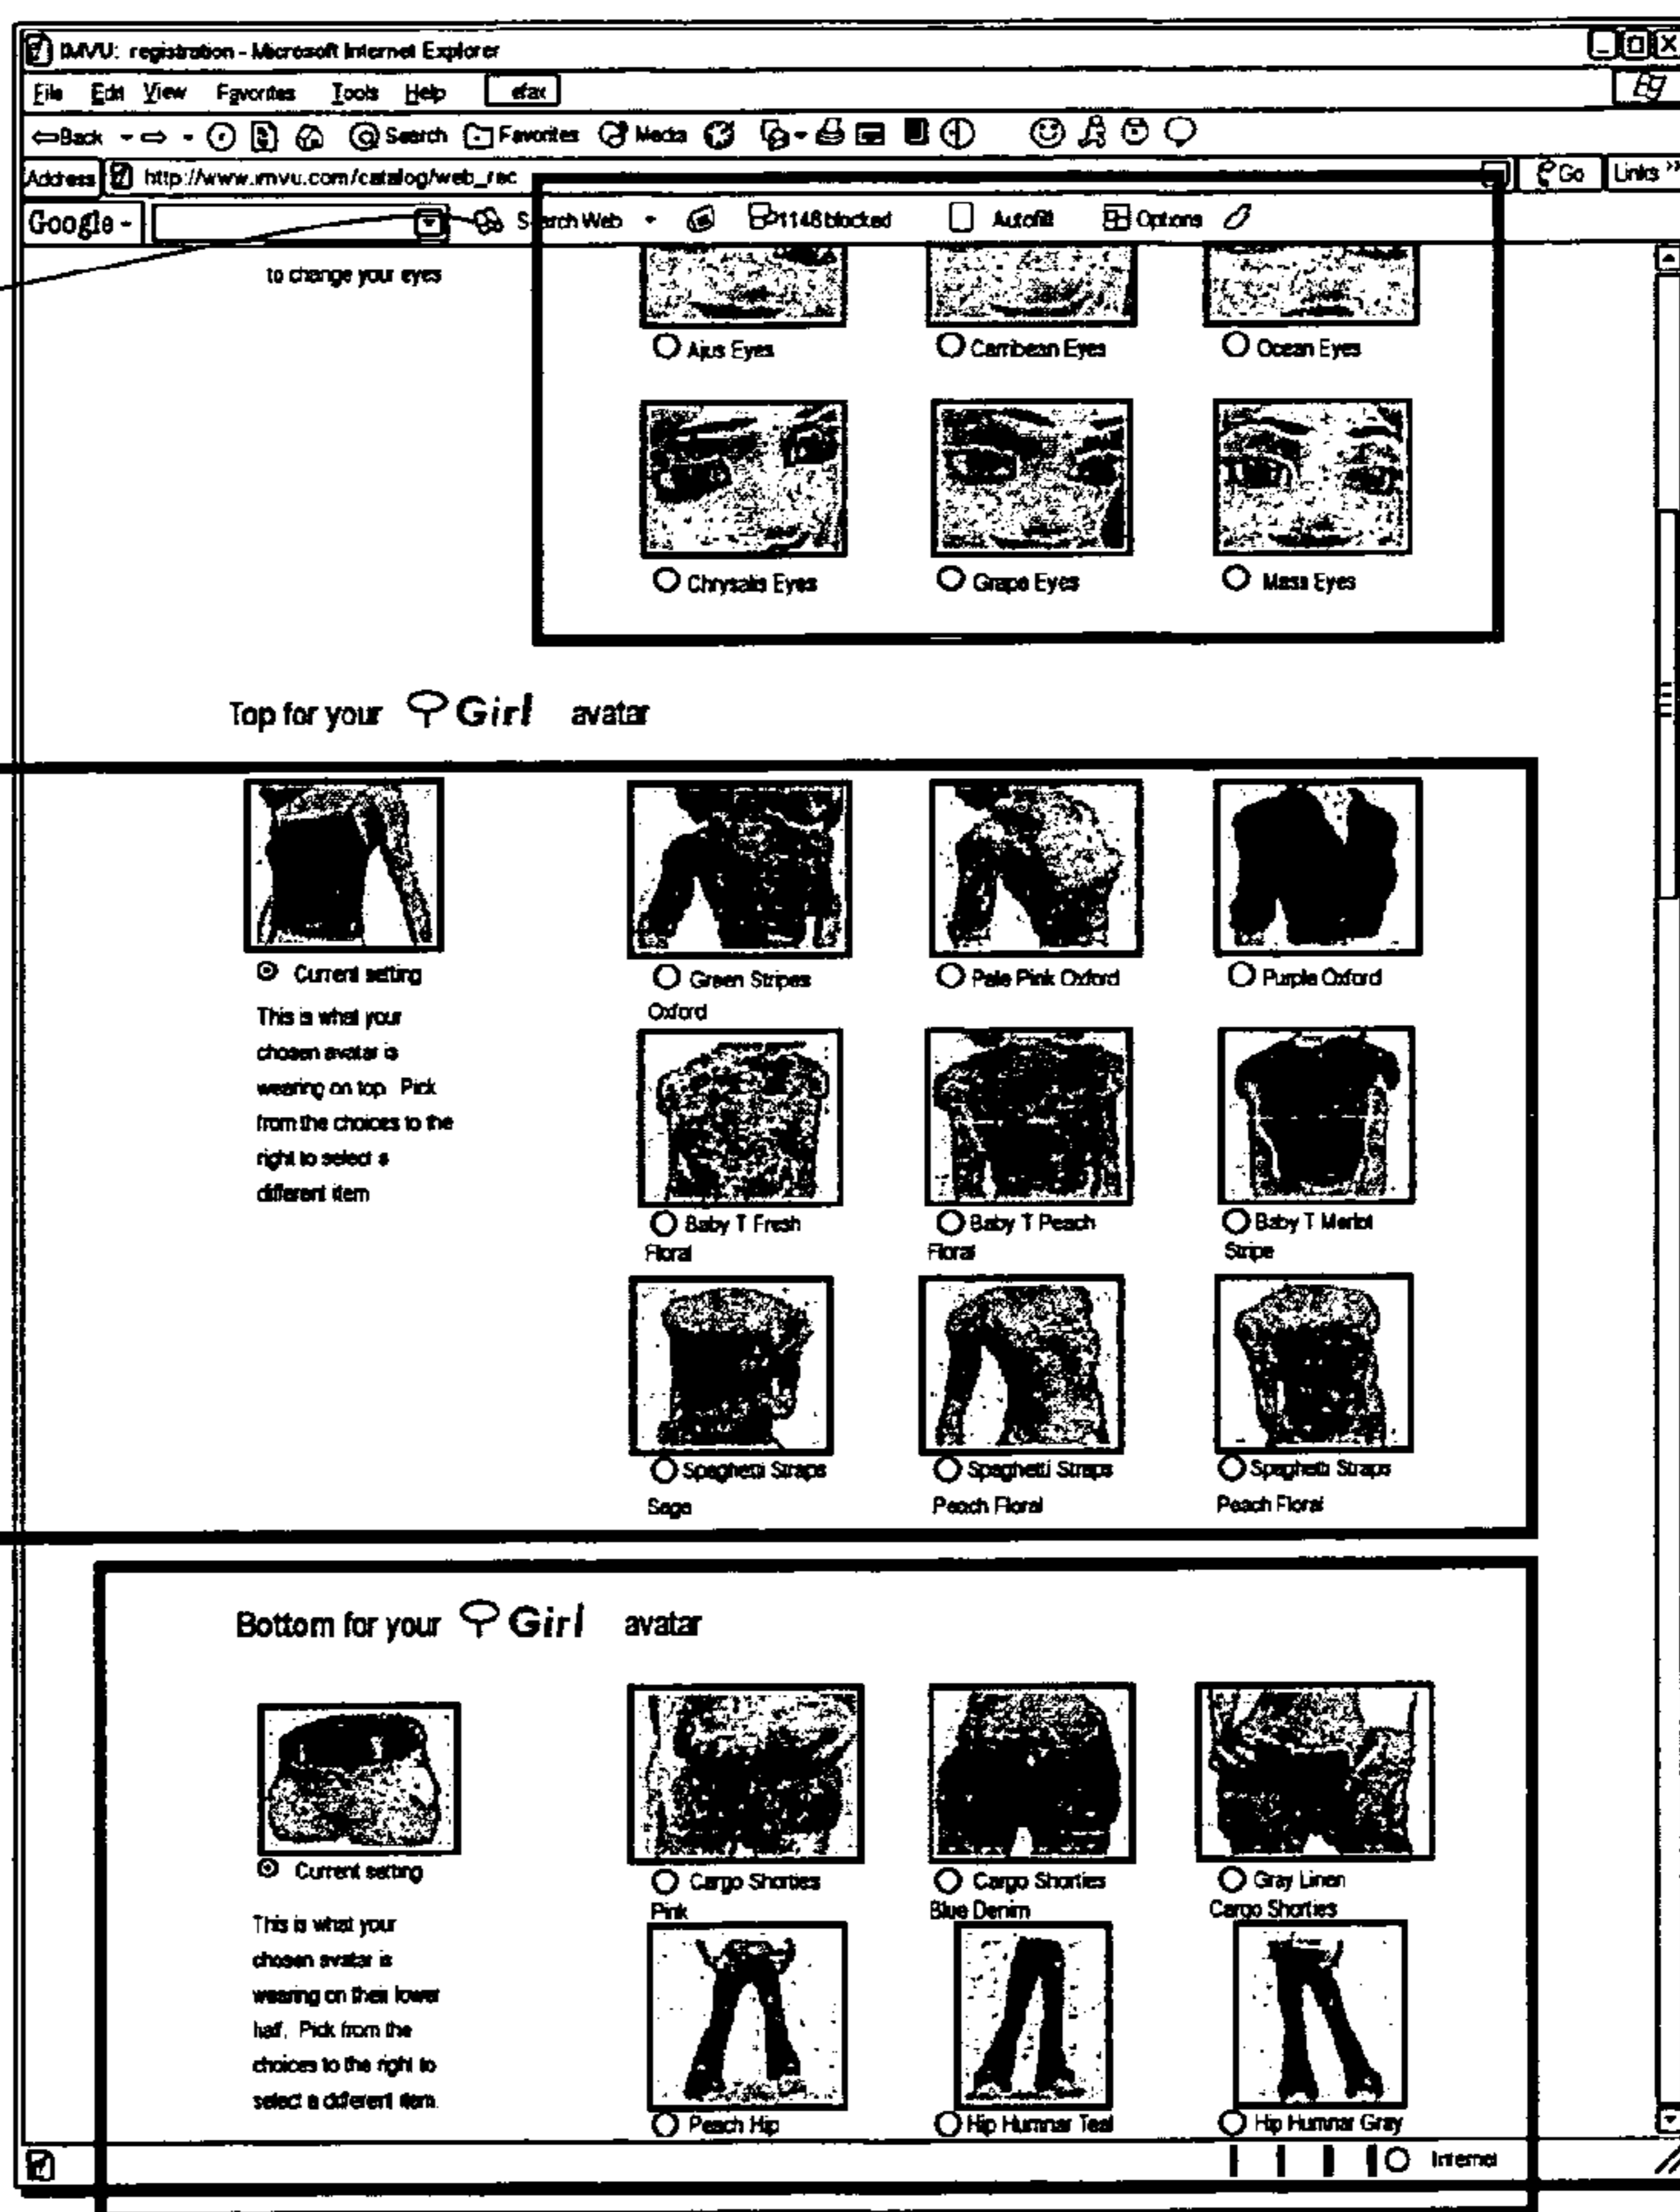 IMVU: registration - Microsoft Internet Explorer
File Edit View Favorites Tools Help efax
Back Search Favorites Media
Address http://www.imvu.com/catalog/web_rec Go Links »
Google Search Web 1146 blocked Autofill Options
to change your eyes
Ajus Eyes Carribean Eyes Ocean Eyes
Chrysalis Eyes Grape Eyes Mass Eyes
Top for your Girl avatar
Current setting
This is what your
chosen avatar is
wearing on top. Pick
from the choices to the
right to select a
different item
Green Stripes
Oxford
Pale Pink Oxford
Purple Oxford
Baby T Fresh
Floral
Baby T Peach
Floral
Baby T Merlot
Stripe
Spaghetti Straps
Sage
Spaghetti Straps
Peach Floral
Spaghetti Straps
Peach Floral
Bottom for your Girl avatar
Current setting
This is what your
chosen avatar is
wearing on their lower
half. Pick from the
choices to the right to
select a different item.
Cargo Shorties
Pink
Cargo Shorties
Blue Denim
Gray Linen
Cargo Shorties
Peach Hip
Hip Humnar Teal
Hip Humnar Gray
Internet